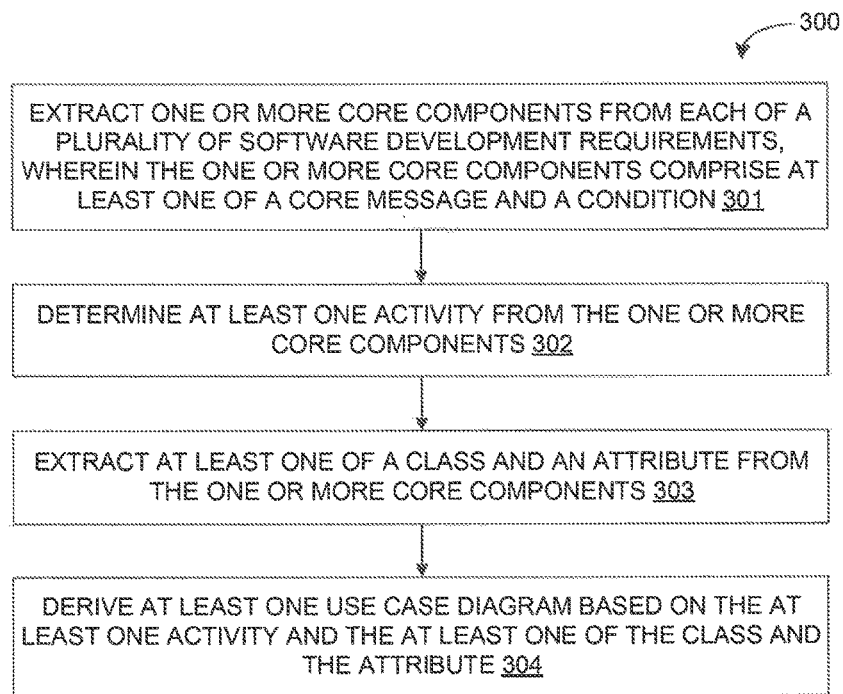 300
EXTRACT ONE OR MORE CORE COMPONENTS FROM EACH OF A
PLURALITY OF SOFTWARE DEVELOPMENT REQUIREMENTS,
WHEREIN THE ONE OR MORE CORE COMPONENTS COMPRISE AT
LEAST ONE OF A CORE MESSAGE AND A CONDITION 301
DETERMINE AT LEAST ONE ACTIVITY FROM THE ONE OR MORE
CORE COMPONENTS 302
EXTRACT AT LEAST ONE OF A CLASS AND AN ATTRIBUTE FROM
THE ONE OR MORE CORE COMPONENTS 303
DERIVE AT LEAST ONE USE CASE DIAGRAM BASED ON THE AT
LEAST ONE ACTIVITY AND THE AT LEAST ONE OF THE CLASS AND
THE ATTRIBUTE 304